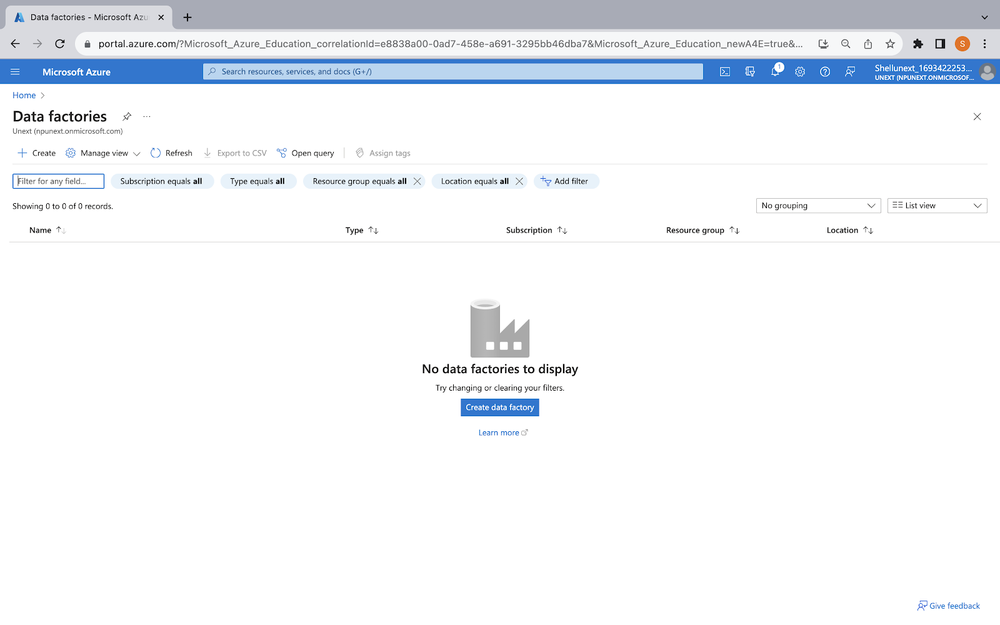 Data factories - Microsoft Azu
portal.azure.com/?Microsoft_Azure_Education_correlationId=e8838a00-0ad7-458e-a691-3295bb46dba7&Microsoft_Azure_Education_newA4E=true&...
S
Microsoft Azure
Search resources, services, and docs (G+/)
1
Shellunext_1693422253...
UNEXT (NPUNEXT.ONMICROSOF...
Home
Data factories
...
Unext (npunext.onmicrosoft.com)
Create
Manage view
Refresh
Export to CSV
Open query
Assign tags
Filter for any field...
Subscription equals all
Type equals all
Resource group equals all
Location equals all
Add filter
Showing 0 to 0 of 0 records.
No grouping
List view
Name
Type
Subscription
Resource group
Location
No data factories to display
Try changing or clearing your filters.
Create data factory
Learn more
Give feedback